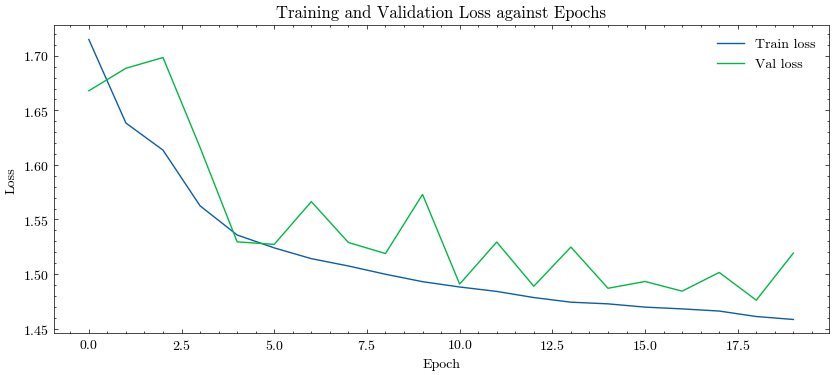 Training and Validation Loss against Epochs
Train loss
Val loss
1.70
1.65
1.60
1.55
1.50
1.45
Loss
0.0 2.5 5.0 7.5 10.0 12.5 15.0 17.5
Epoch